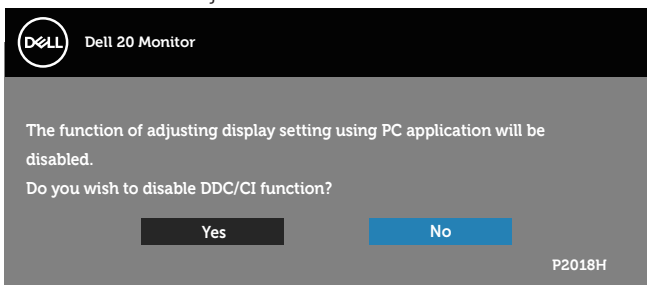 DELL
Dell 20 Monitor
The function of adjusting display setting using PC application will be
disabled.
Do you wish to disable DDC/CI function?
Yes No
P2018H